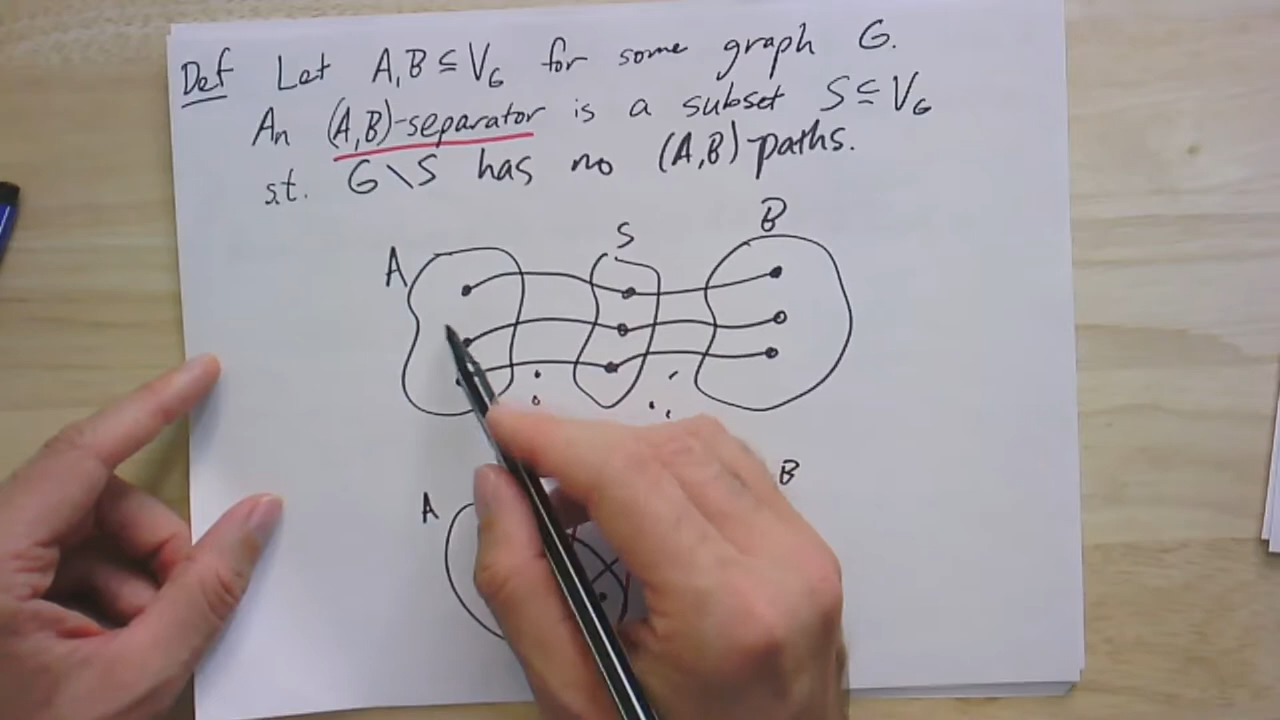 Def Let A,B ⊆ V_G for some graph G.
An (A,B)-separator is a subset S ⊆ V_G
s.t. G\S has no (A,B)-paths.
A S B
A B